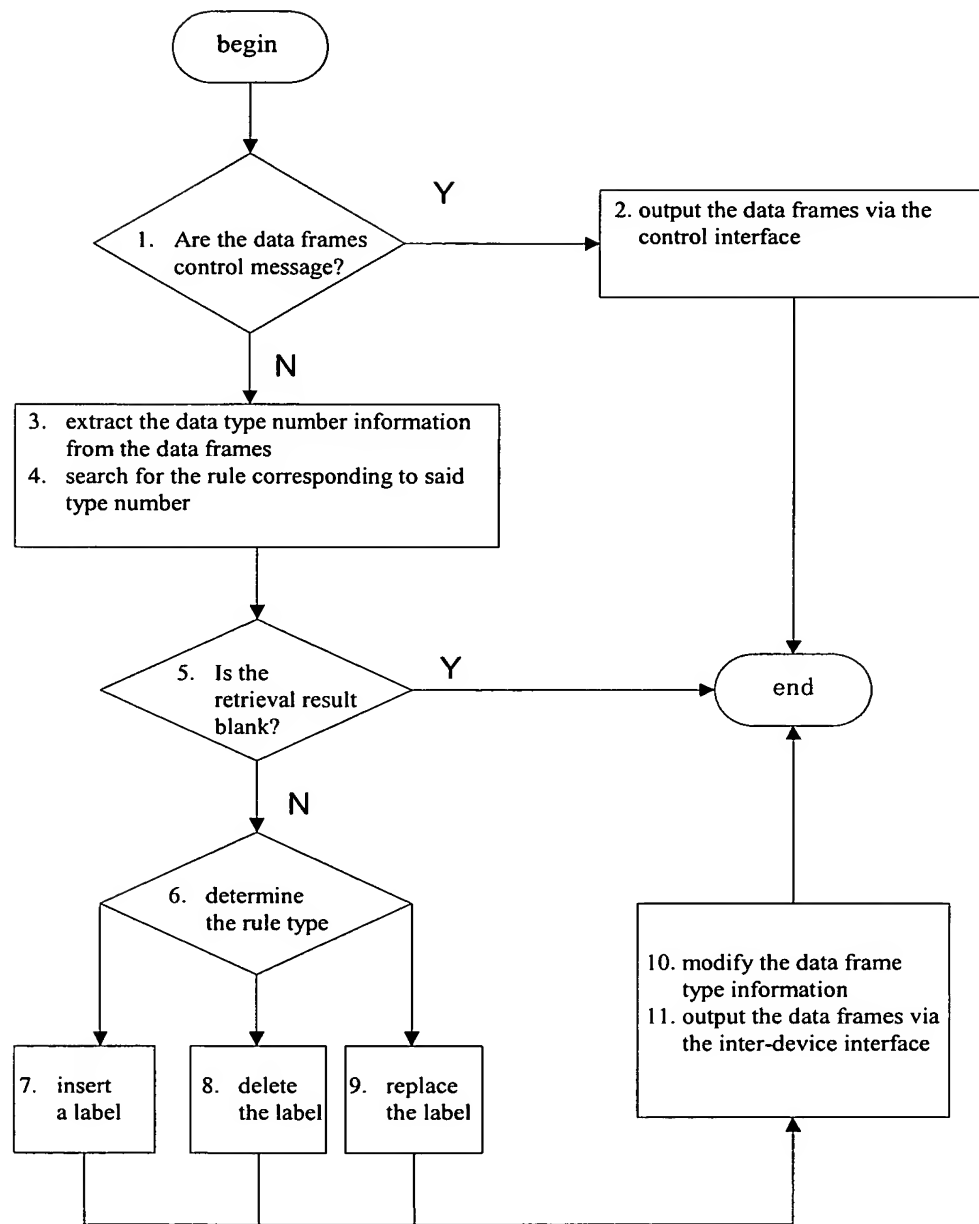 begin
Y
1. Are the data frames
control message?
2. output the data frames via the
control interface
N
3. extract the data type number information
from the data frames
4. search for the rule corresponding to said
type number
5. Is the
retrieval result
blank?
Y
end
N
6. determine
the rule type
10. modify the data frame
type information
11. output the data frames via
the inter-device interface
7. insert
a label
8. delete
the label
9. replace
the label